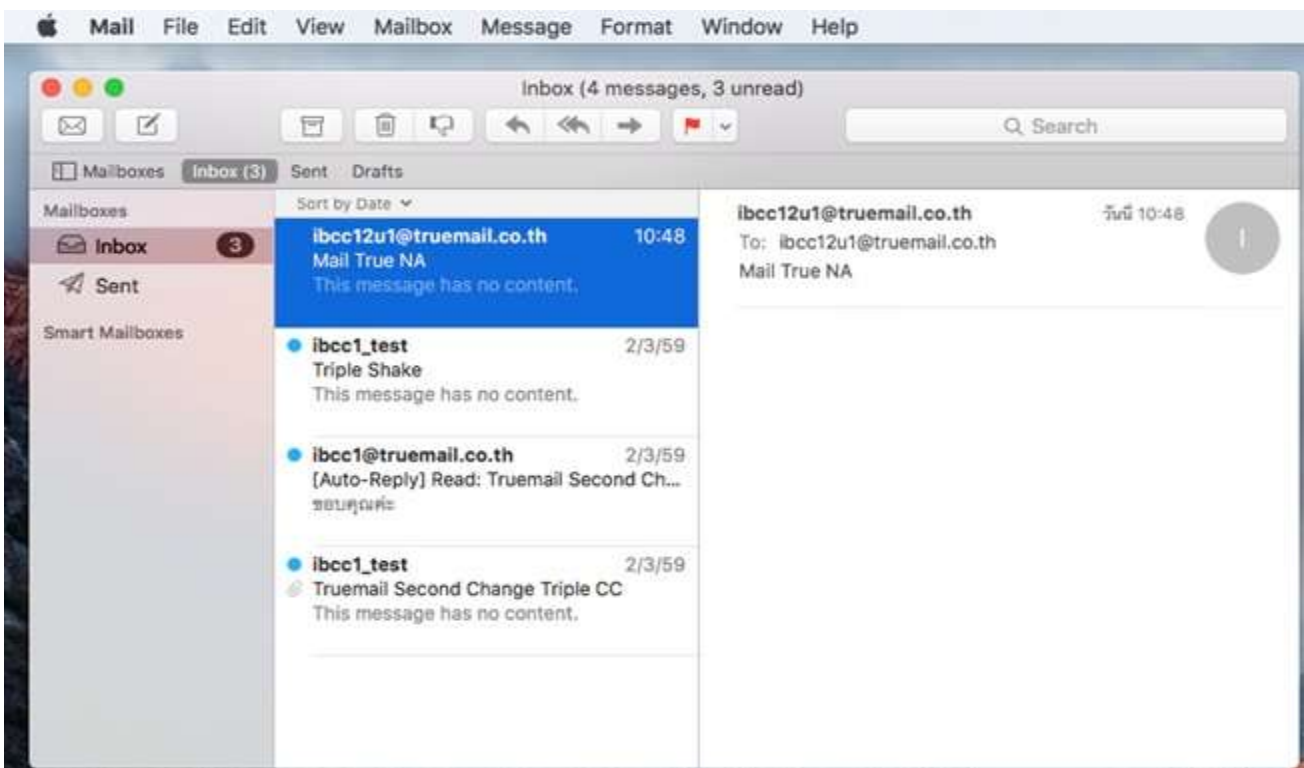 Mail File Edit View Mailbox Message Format Window Help
Inbox (4 messages, 3 unread)
Search
Mailboxes Inbox (3) Sent Drafts
Mailboxes
Inbox 3
Sent
Smart Mailboxes
Sort by Date
ibcc12u1@truemail.co.th 10:48
Mail True NA
This message has no content.
ibcc1_test 2/3/59
Triple Shake
This message has no content.
ibcc1@truemail.co.th 2/3/59
[Auto-Reply] Read: Truemail Second Ch...
ขอบคุณค่ะ
ibcc1_test 2/3/59
Truemail Second Change Triple CC
This message has no content.
ibcc12u1@truemail.co.th วันนี้ 10:48
To: ibcc12u1@truemail.co.th
Mail True NA
I